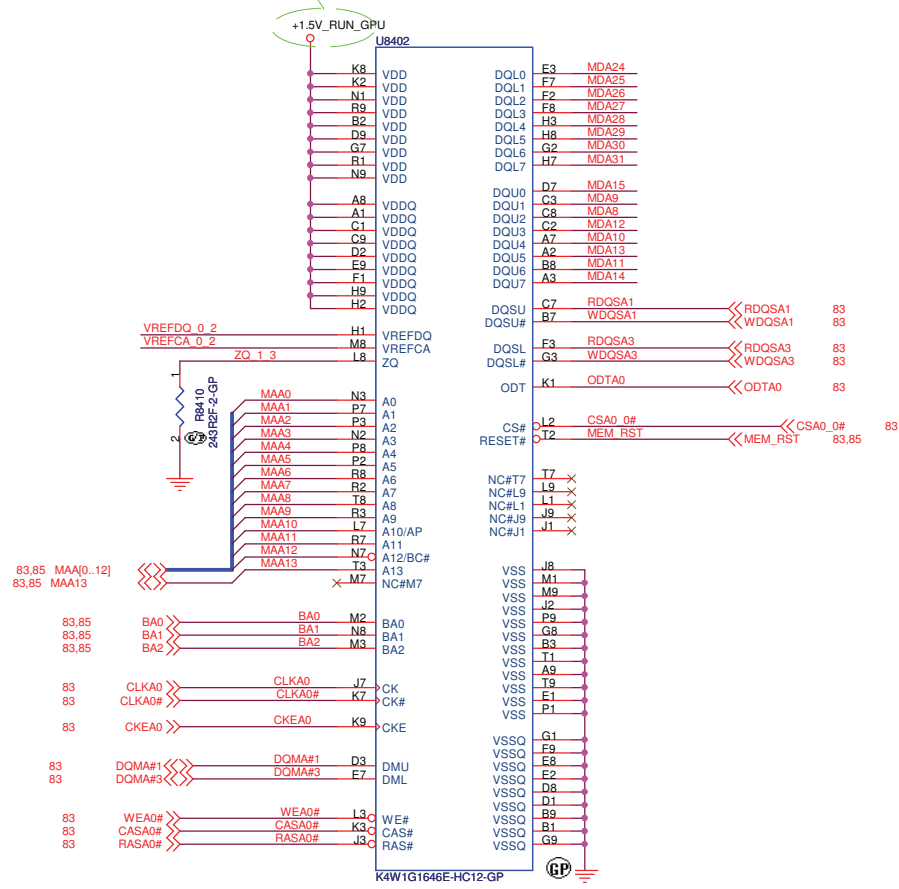 +1.5V_RUN_GPU
U8402
K8 VDD
K2 VDD
N1 VDD
R9 VDD
B2 VDD
D9 VDD
G7 VDD
R1 VDD
N9 VDD
A8 VDDQ
A1 VDDQ
C1 VDDQ
C9 VDDQ
D2 VDDQ
E9 VDDQ
F1 VDDQ
H9 VDDQ
H2 VDDQ
VREFDQ_0_2 H1 VREFDQ
VREFCA_0_2 M8 VREFCA
ZQ_1_3 L8 ZQ
1
R8410
243R2F-2-GP
2 GP
MAA0 N3 A0
MAA1 P7 A1
MAA2 P3 A2
MAA3 N2 A3
MAA4 P8 A4
MAA5 P2 A5
MAA6 R8 A6
MAA7 R2 A7
MAA8 T8 A8
MAA9 R3 A9
MAA10 L7 A10/AP
MAA11 R7 A11
MAA12 N7 A12/BC#
83,85 MAA[0..12] MAA13 T3 A13
83,85 MAA13 M7 NC#M7
83,85 BA0 BA0 M2 BA0
83,85 BA1 BA1 N8 BA1
83,85 BA2 BA2 M3 BA2
83 CLKA0 CLKA0 J7 CK
83 CLKA0# CLKA0# K7 CK#
83 CKEA0 CKEA0 K9 CKE
83 DQMA#1 DQMA#1 D3 DMU
83 DQMA#3 DQMA#3 E7 DML
83 WEA0# WEA0# L3 WE#
83 CASA0# CASA0# K3 CAS#
83 RASA0# RASA0# J3 RAS#
DQL0 E3 MDA24
DQL1 F7 MDA25
DQL2 F2 MDA26
DQL3 F8 MDA27
DQL4 H3 MDA28
DQL5 H8 MDA29
DQL6 G2 MDA30
DQL7 H7 MDA31
DQU0 D7 MDA15
DQU1 C3 MDA9
DQU2 C8 MDA8
DQU3 C2 MDA12
DQU4 A7 MDA10
DQU5 A2 MDA13
DQU6 B8 MDA11
DQU7 A3 MDA14
DQSU C7 RDQSA1 RDQSA1 83
DQSU# B7 WDQSA1 WDQSA1 83
DQSL F3 RDQSA3 RDQSA3 83
DQSL# G3 WDQSA3 WDQSA3 83
ODT K1 ODTA0 ODTA0 83
CS# L2 CSA0_0# CSA0_0# 83
RESET# T2 MEM_RST MEM_RST 83,85
NC#T7 T7
NC#L9 L9
NC#L1 L1
NC#J9 J9
NC#J1 J1
VSS J8
VSS M1
VSS M9
VSS J2
VSS P9
VSS G8
VSS B3
VSS T1
VSS A9
VSS T9
VSS E1
VSS P1
VSSQ G1
VSSQ F9
VSSQ E8
VSSQ E2
VSSQ D8
VSSQ D1
VSSQ B9
VSSQ B1
VSSQ G9
GP
K4W1G1646E-HC12-GP